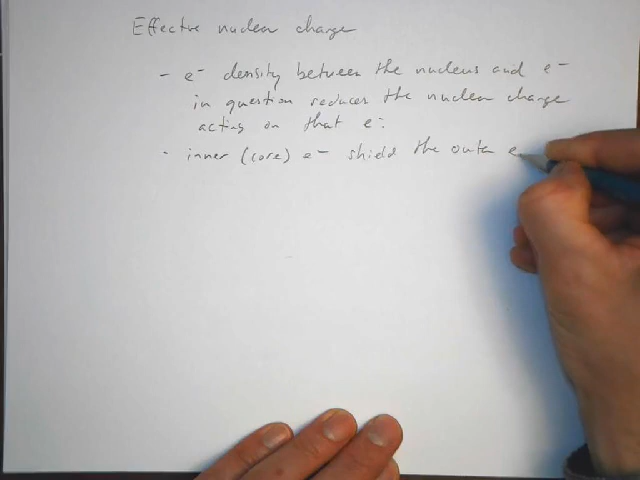 Effective nuclear charge
- e⁻ density between the nucleus and e⁻
in question reduces the nuclear charge
acting on that e⁻.
- inner (core) e⁻ shield the outer e